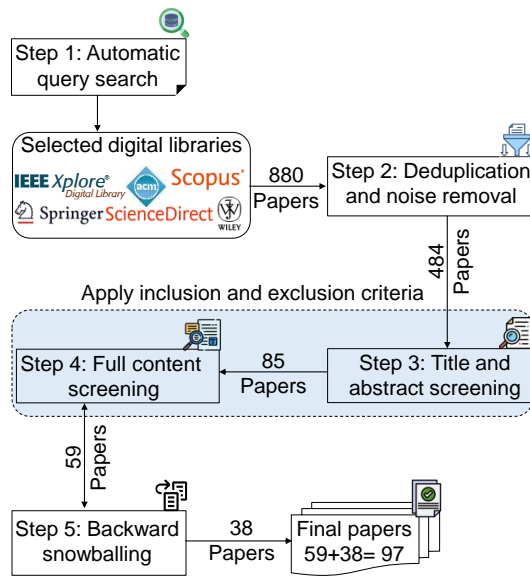 Step 1: Automatic
query search
Selected digital libraries
IEEE Xplore®
Digital Library
acm
Scopus®
Springer
ScienceDirect
WILEY
880
Papers
Step 2: Deduplication
and noise removal
484
Papers
Apply inclusion and exclusion criteria
Step 3: Title and
abstract screening
85
Papers
Step 4: Full content
screening
59
Papers
Step 5: Backward
snowballing
38
Papers
Final papers
59+38= 97